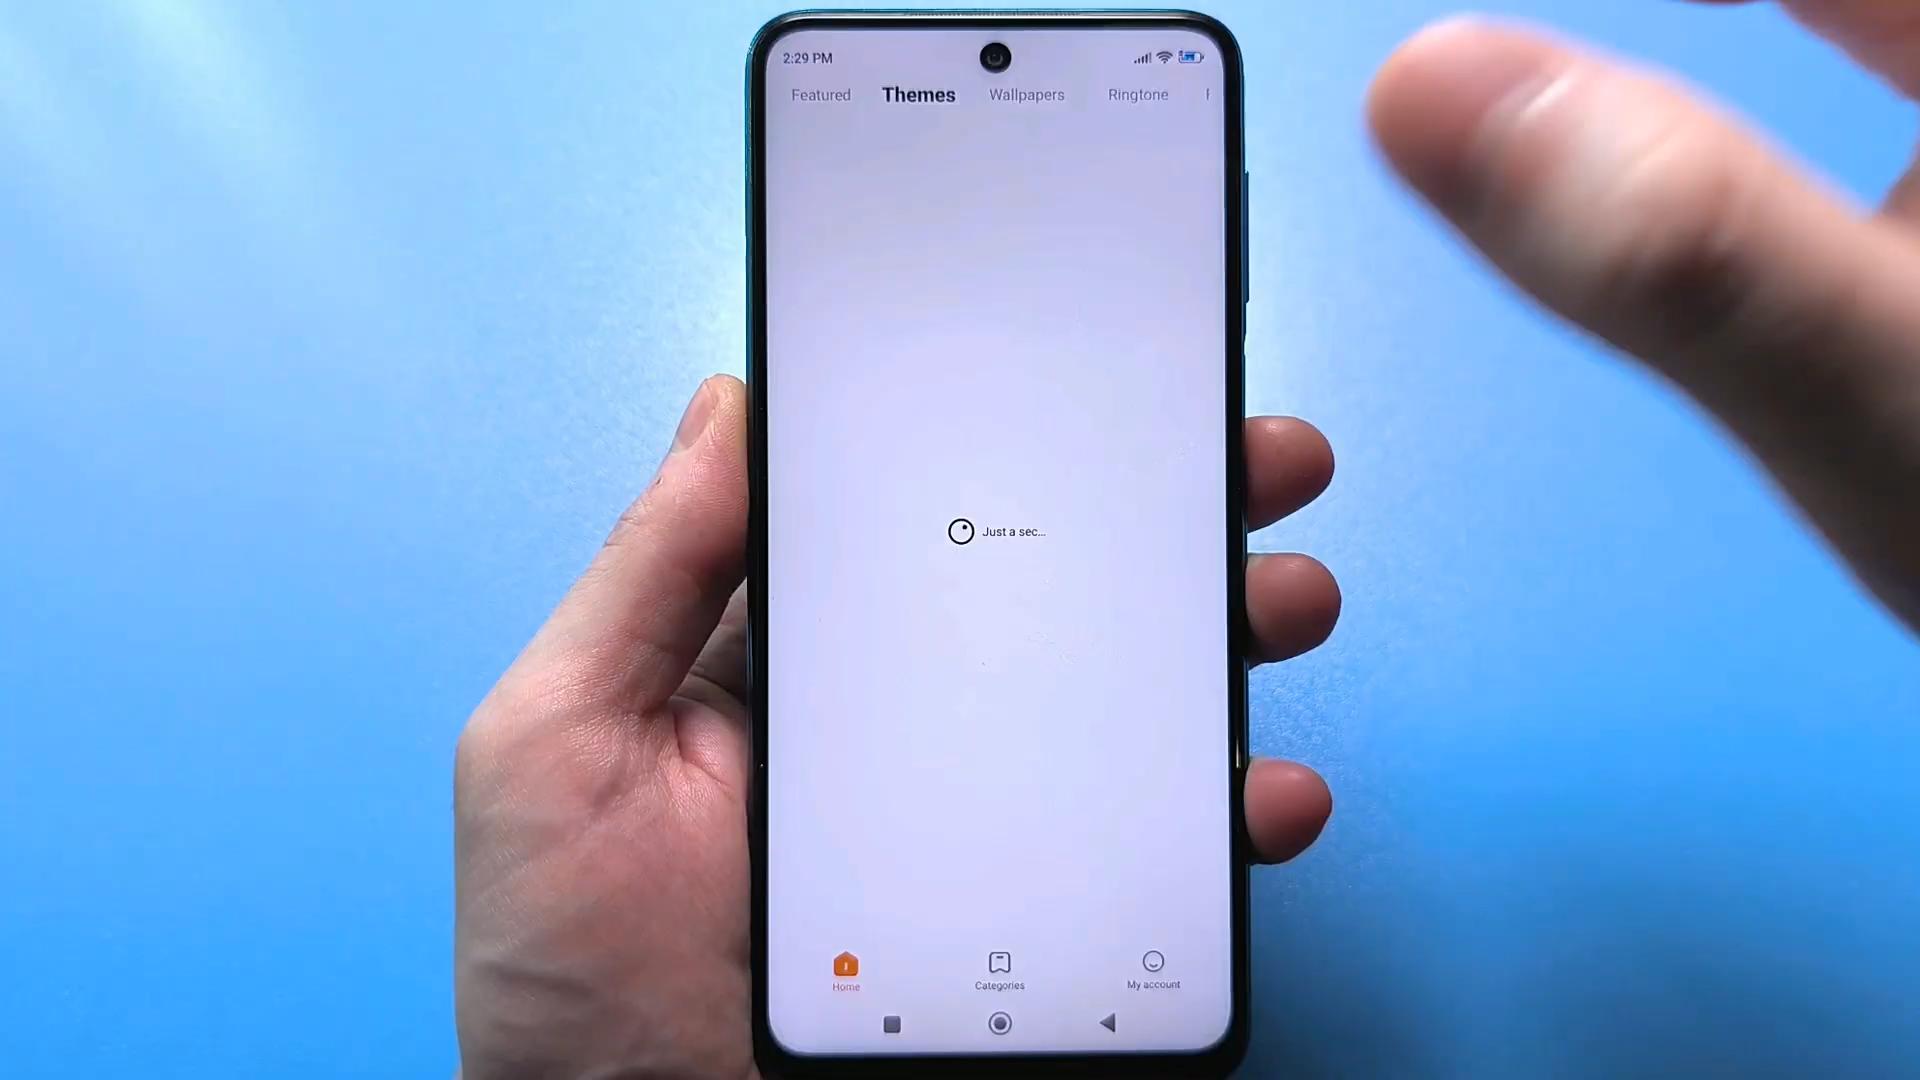 2:29 PM
Featured Themes Wallpapers Ringtone
Just a sec...
Home Categories My account